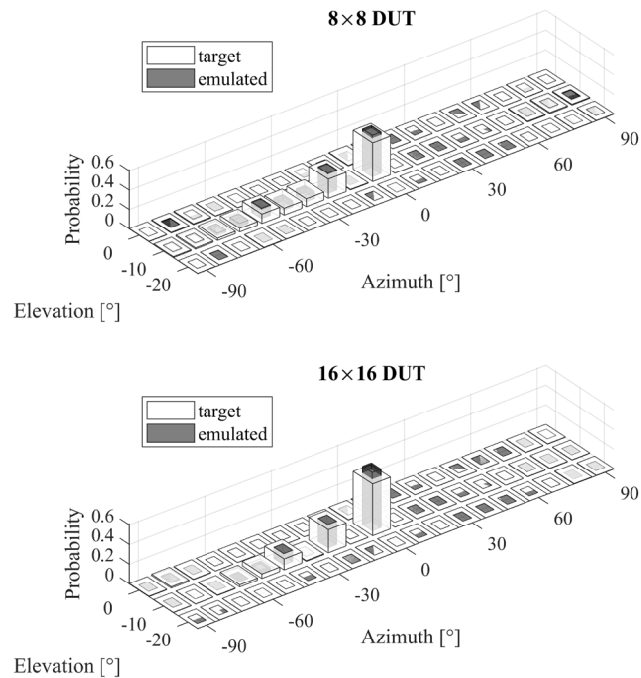 8×8 DUT
target
emulated
0.6
0.4
0.2
0
Probability
0
-10
-20
Elevation [°]
-90
-60
-30
0
30
60
90
Azimuth [°]
16×16 DUT
target
emulated
0.6
0.4
0.2
0
Probability
0
-10
-20
Elevation [°]
-90
-60
-30
0
30
60
90
Azimuth [°]